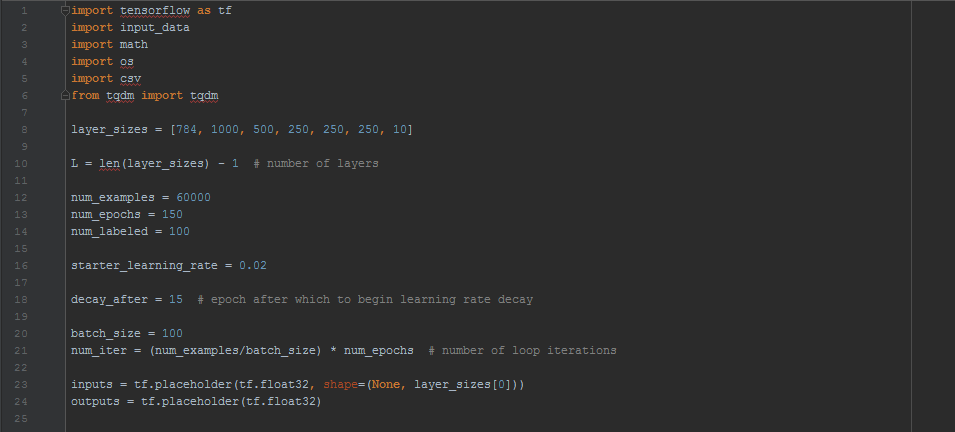 1 import tensorflow as tf
2 import input_data
3 import math
4 import os
5 import csv
6 from tqdm import tqdm
7
8 layer_sizes = [784, 1000, 500, 250, 250, 250, 10]
9
10 L = len(layer_sizes) - 1  # number of layers
11
12 num_examples = 60000
13 num_epochs = 150
14 num_labeled = 100
15
16 starter_learning_rate = 0.02
17
18 decay_after = 15  # epoch after which to begin learning rate decay
19
20 batch_size = 100
21 num_iter = (num_examples/batch_size) * num_epochs  # number of loop iterations
22
23 inputs = tf.placeholder(tf.float32, shape=(None, layer_sizes[0]))
24 outputs = tf.placeholder(tf.float32)
25